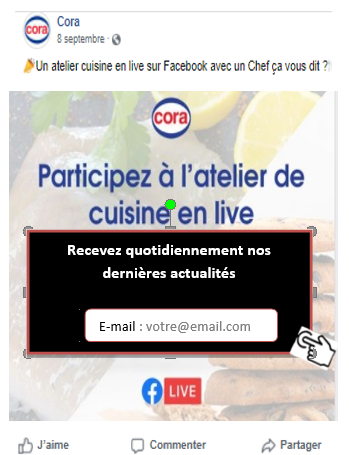 cora
Cora
8 septembre ·
Un atelier cuisine en live sur Facebook avec un Chef ça vous dit ?
cora
Participez à l'atelier de
cuisine en live
Recevez quotidiennement nos
dernières actualités
E-mail : votre@email.com
f LIVE
J'aime
Commenter
Partager